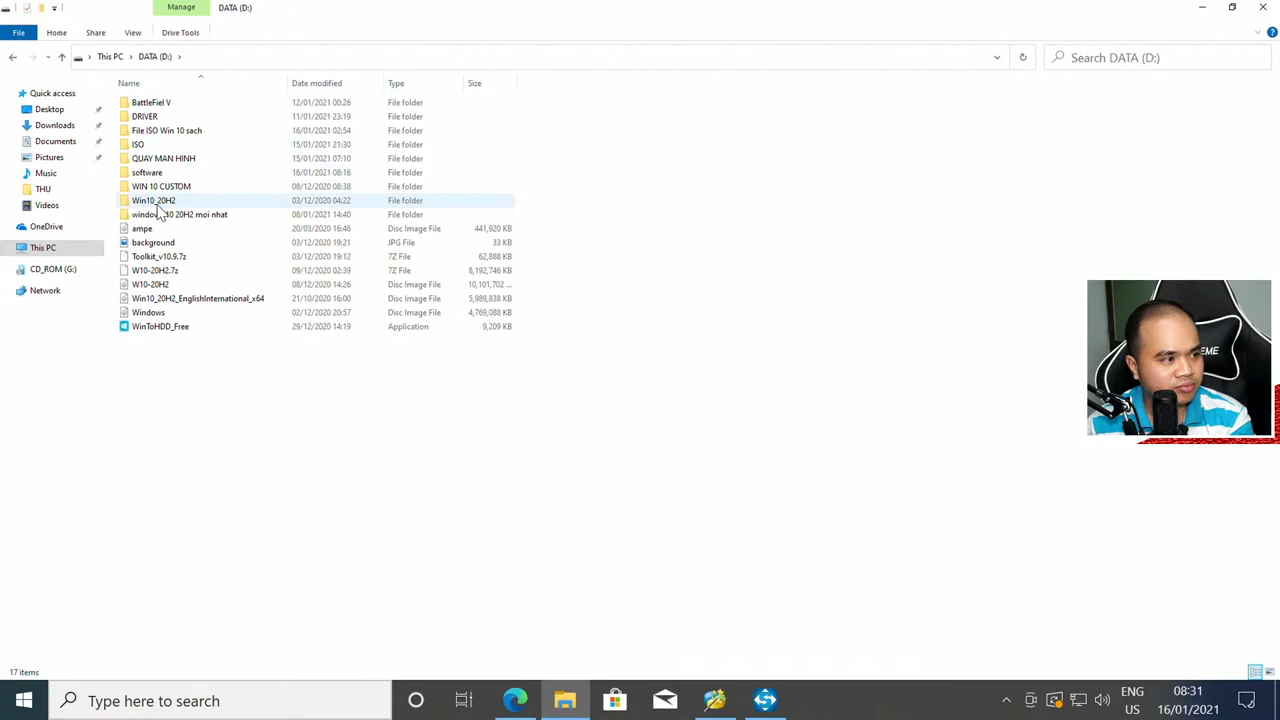 Manage
DATA (D:)
File
Home
Share
View
Drive Tools
This PC
DATA (D:)
Search DATA (D:)
Name
Date modified
Type
Size
Quick access
Desktop
Downloads
Documents
Pictures
Music
THU
Videos
OneDrive
This PC
CD_ROM (G:)
Network
BattleFiel V 12/01/2021 00:26 File folder
DRIVER 11/01/2021 23:19 File folder
File ISO Win 10 sach 16/01/2021 02:54 File folder
ISO 15/01/2021 21:30 File folder
QUAY MAN HINH 15/01/2021 07:10 File folder
software 16/01/2021 08:16 File folder
WIN 10 CUSTOM 08/12/2020 08:38 File folder
Win10_20H2 03/12/2020 04:22 File folder
window 10 20H2 moi nhat 08/01/2021 14:40 File folder
ampe 20/03/2020 16:46 Disc Image File 441,920 KB
background 03/12/2020 19:21 JPG File 33 KB
Toolkit_v10.9.7z 03/12/2020 19:12 7Z File 62,888 KB
W10-20H2.7z 09/12/2020 02:39 7Z File 8,192,746 KB
W10-20H2 08/12/2020 14:26 Disc Image File 10,101,702 ...
Win10_20H2_EnglishInternational_x64 21/10/2020 16:00 Disc Image File 5,989,838 KB
Windows 02/12/2020 20:57 Disc Image File 4,769,088 KB
WinToHDD_Free 29/12/2020 14:19 Application 9,209 KB
17 items
Type here to search
ENG
US
08:31
16/01/2021